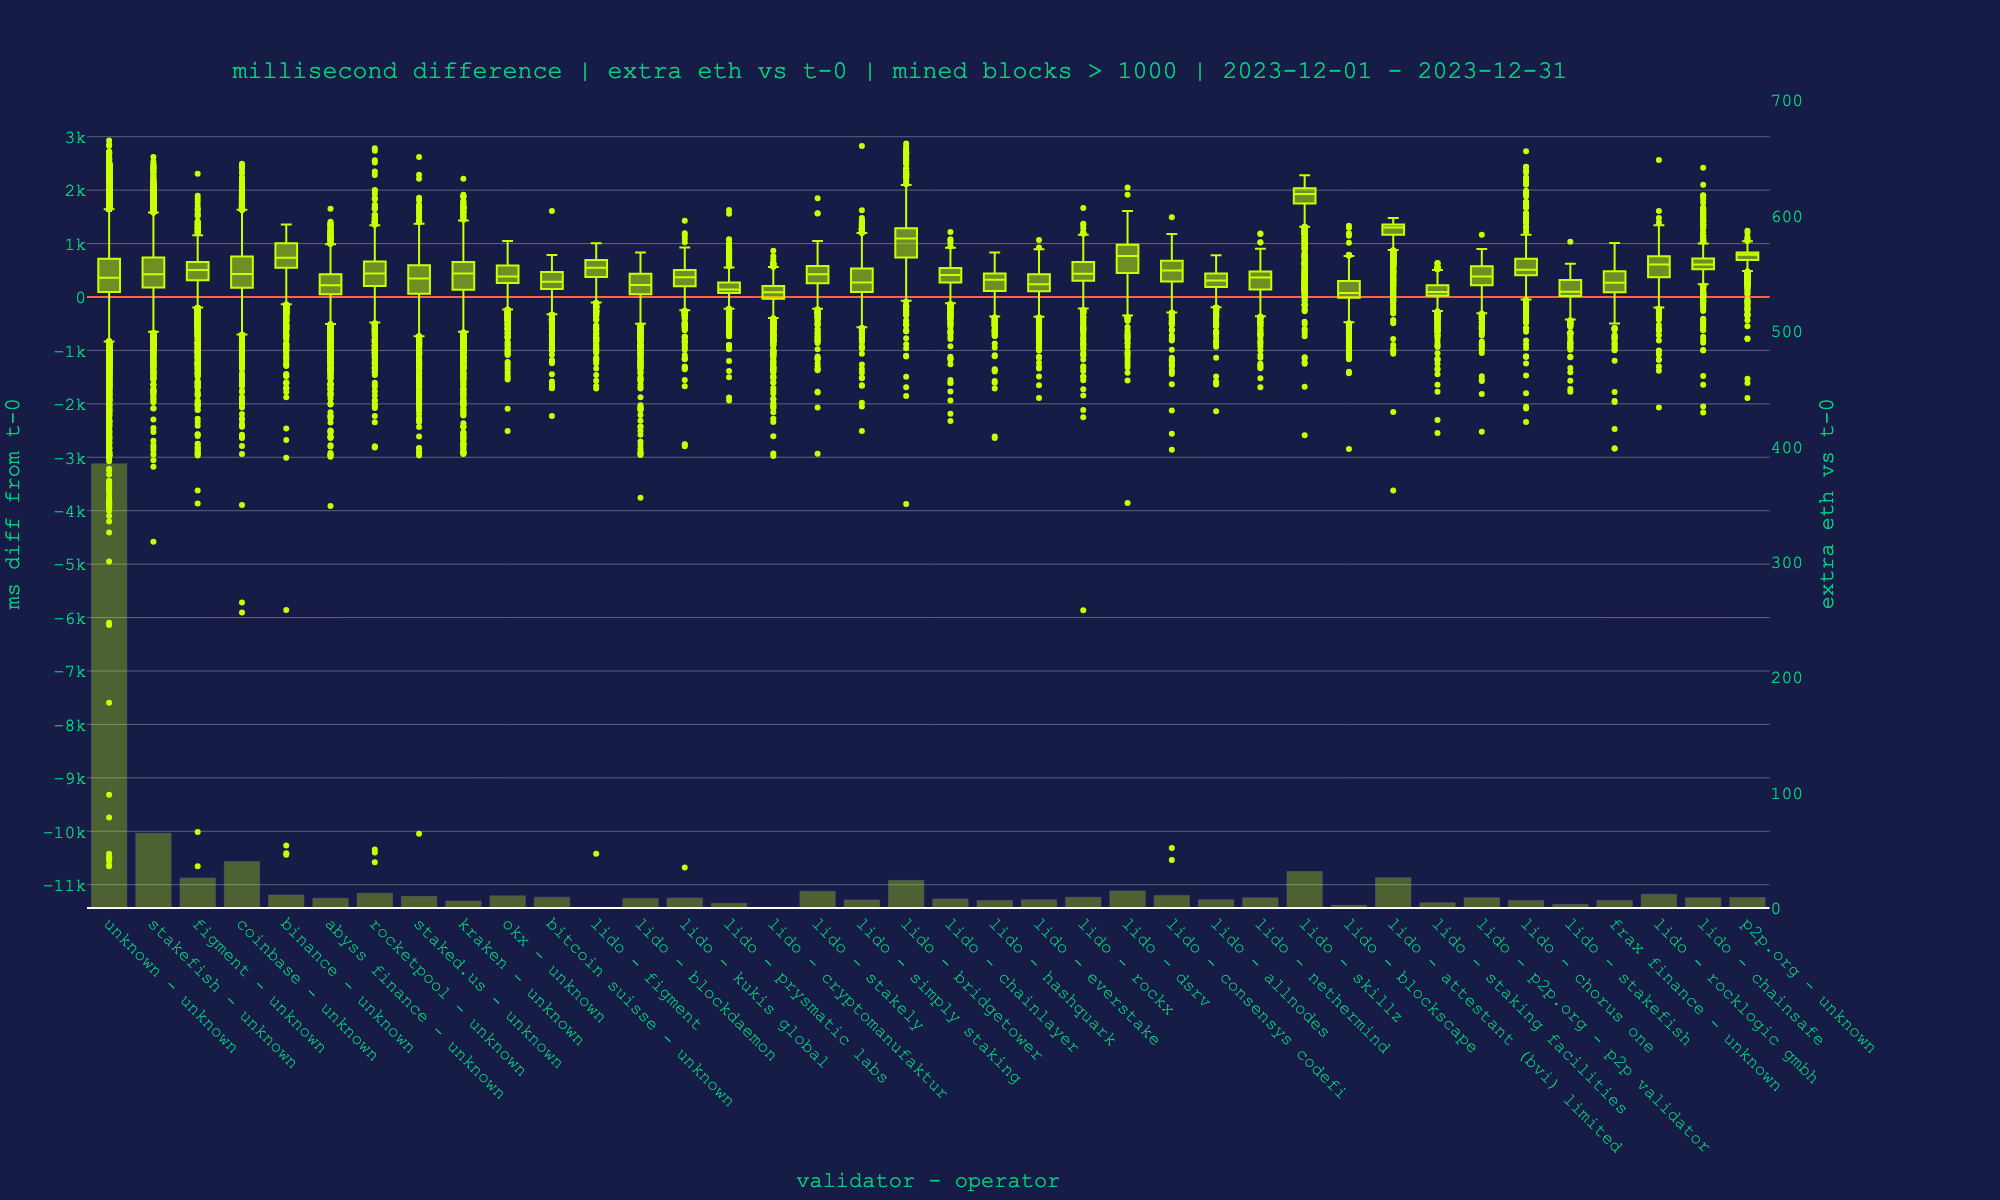 millisecond difference | extra eth vs t-0 | mined blocks > 1000 | 2023-12-01 - 2023-12-31
3k
2k
1k
0
−1k
−2k
−3k
−4k
−5k
−6k
−7k
−8k
−9k
−10k
−11k
ms diff from t-0
700
600
500
400
300
200
100
0
extra eth vs t-0
unknown - unknown
stakefish - unknown
figment - unknown
coinbase - unknown
binance - unknown
abyss finance - unknown
rocketpool - unknown
staked.us - unknown
kraken - unknown
okx - unknown
bitcoin suisse - unknown
lido - figment
lido - blockdaemon
lido - kukis global
lido - prysmatic labs
lido - cryptomanufaktur
lido - stakely
lido - simply staking
lido - bridgetower
lido - chainlayer
lido - hashquark
lido - everstake
lido - rockx
lido - dsrv
lido - consensys codefi
lido - allnodes
lido - nethermind
lido - skillz
lido - blockscape
lido - attestant (bvi) limited
lido - staking facilities
lido - p2p.org - p2p validator
lido - chorus one
lido - stakefish
frax finance - unknown
lido - rocklogic gmbh
lido - chainsafe
p2p.org - unknown
validator - operator